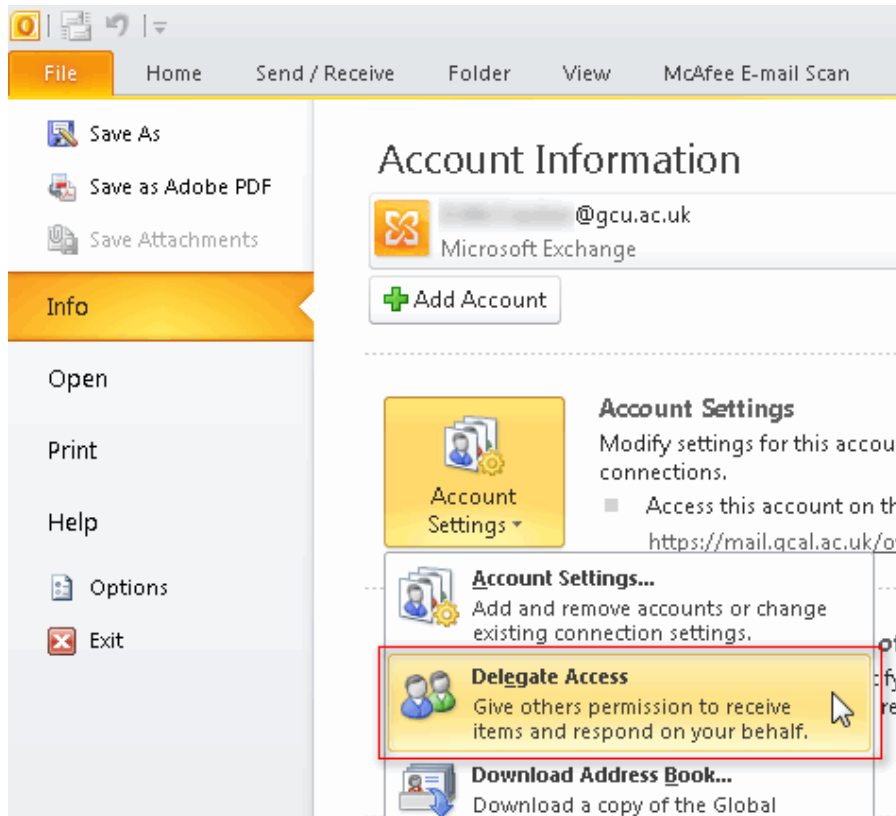 File Home Send / Receive Folder View McAfee E-mail Scan
Save As
Save as Adobe PDF
Save Attachments
Info
Open
Print
Help
Options
Exit
Account Information
@gcu.ac.uk
Microsoft Exchange
Add Account
Account
Settings
Account Settings
Modify settings for this accou
connections.
Access this account on th
https://mail.gcal.ac.uk/o
Account Settings...
Add and remove accounts or change
existing connection settings.
Delegate Access
Give others permission to receive
items and respond on your behalf.
Download Address Book...
Download a copy of the Global